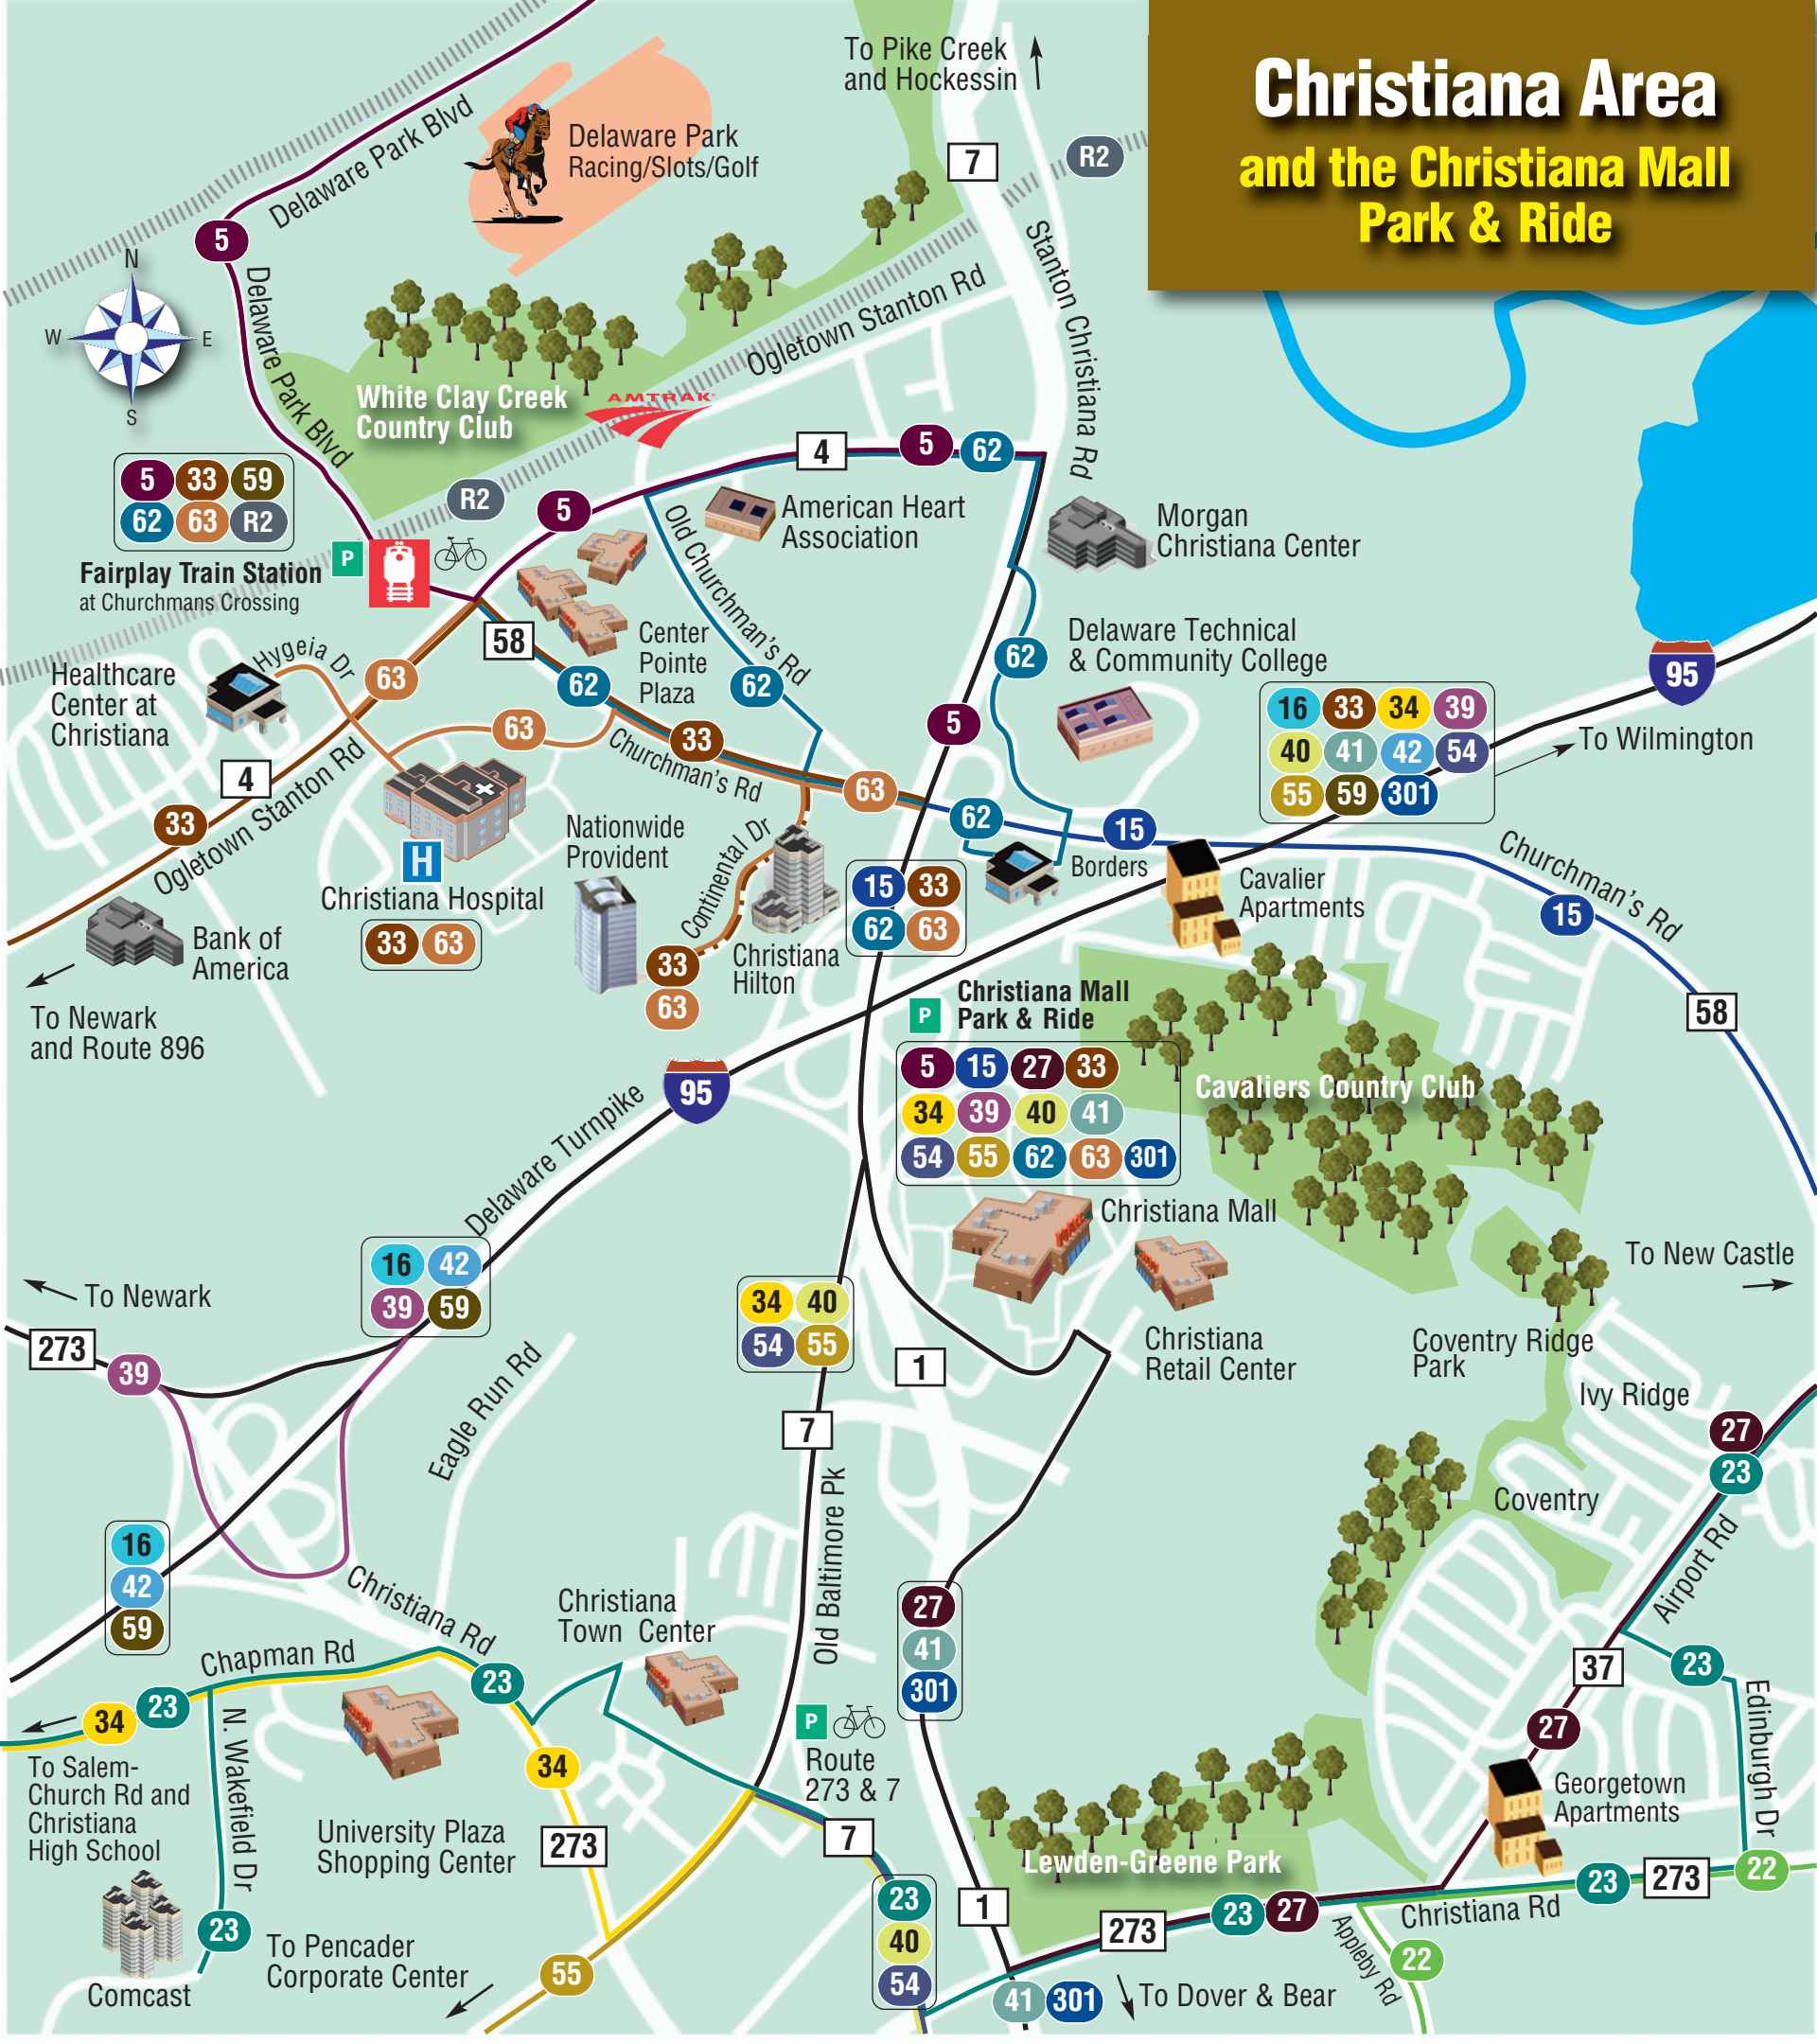 Christiana Area
and the Christiana Mall
Park & Ride
To Pike Creek
and Hockessin
7
R2
Delaware Park Blvd
Delaware Park
Racing/Slots/Golf
5
N
W
E
S
Delaware Park Blvd
Stanton Christiana Rd
Ogletown Stanton Rd
White Clay Creek
Country Club
AMTRAK
4
5
62
5 33 59
62 63 R2
R2
5
P
Fairplay Train Station
at Churchmans Crossing
American Heart
Association
Old Churchman's Rd
Morgan
Christiana Center
58
Center
Pointe
Plaza
62
62
62
Delaware Technical
& Community College
95
16 33 34 39
40 41 42 54
55 59 301
To Wilmington
Hygeia Dr
Healthcare
Center at
Christiana
63
63
5
33
Churchman's Rd
4
Ogletown Stanton Rd
33
63
62
15
Borders
Churchman's Rd
15
58
H
Christiana Hospital
33 63
Nationwide
Provident
Continental Dr
Christiana
Hilton
33
63
15 33
62 63
Cavalier
Apartments
Bank of
America
To Newark
and Route 896
P
Christiana Mall
Park & Ride
5 15 27 33
34 39 40 41
54 55 62 63 301
Cavaliers Country Club
95
Delaware Turnpike
Christiana Mall
To New Castle
16 42
39 59
To Newark
273
39
34 40
54 55
1
Christiana
Retail Center
Coventry Ridge
Park
Ivy Ridge
27
23
Eagle Run Rd
7
Old Baltimore Pk
Coventry
Airport Rd
16
42
59
Christiana Rd
Christiana
Town Center
27
41
301
Chapman Rd
23
23
34
37
23
27
Edinburgh Dr
To Salem-
Church Rd and
Christiana
High School
N. Wakefield Dr
P
Route
273 & 7
34
University Plaza
Shopping Center
273
7
Georgetown
Apartments
Lewden-Greene Park
23
40
54
1
273
23
27
Christiana Rd
23
273
22
Appleby Rd
22
23
Comcast
To Pencader
Corporate Center
55
41
301
To Dover & Bear